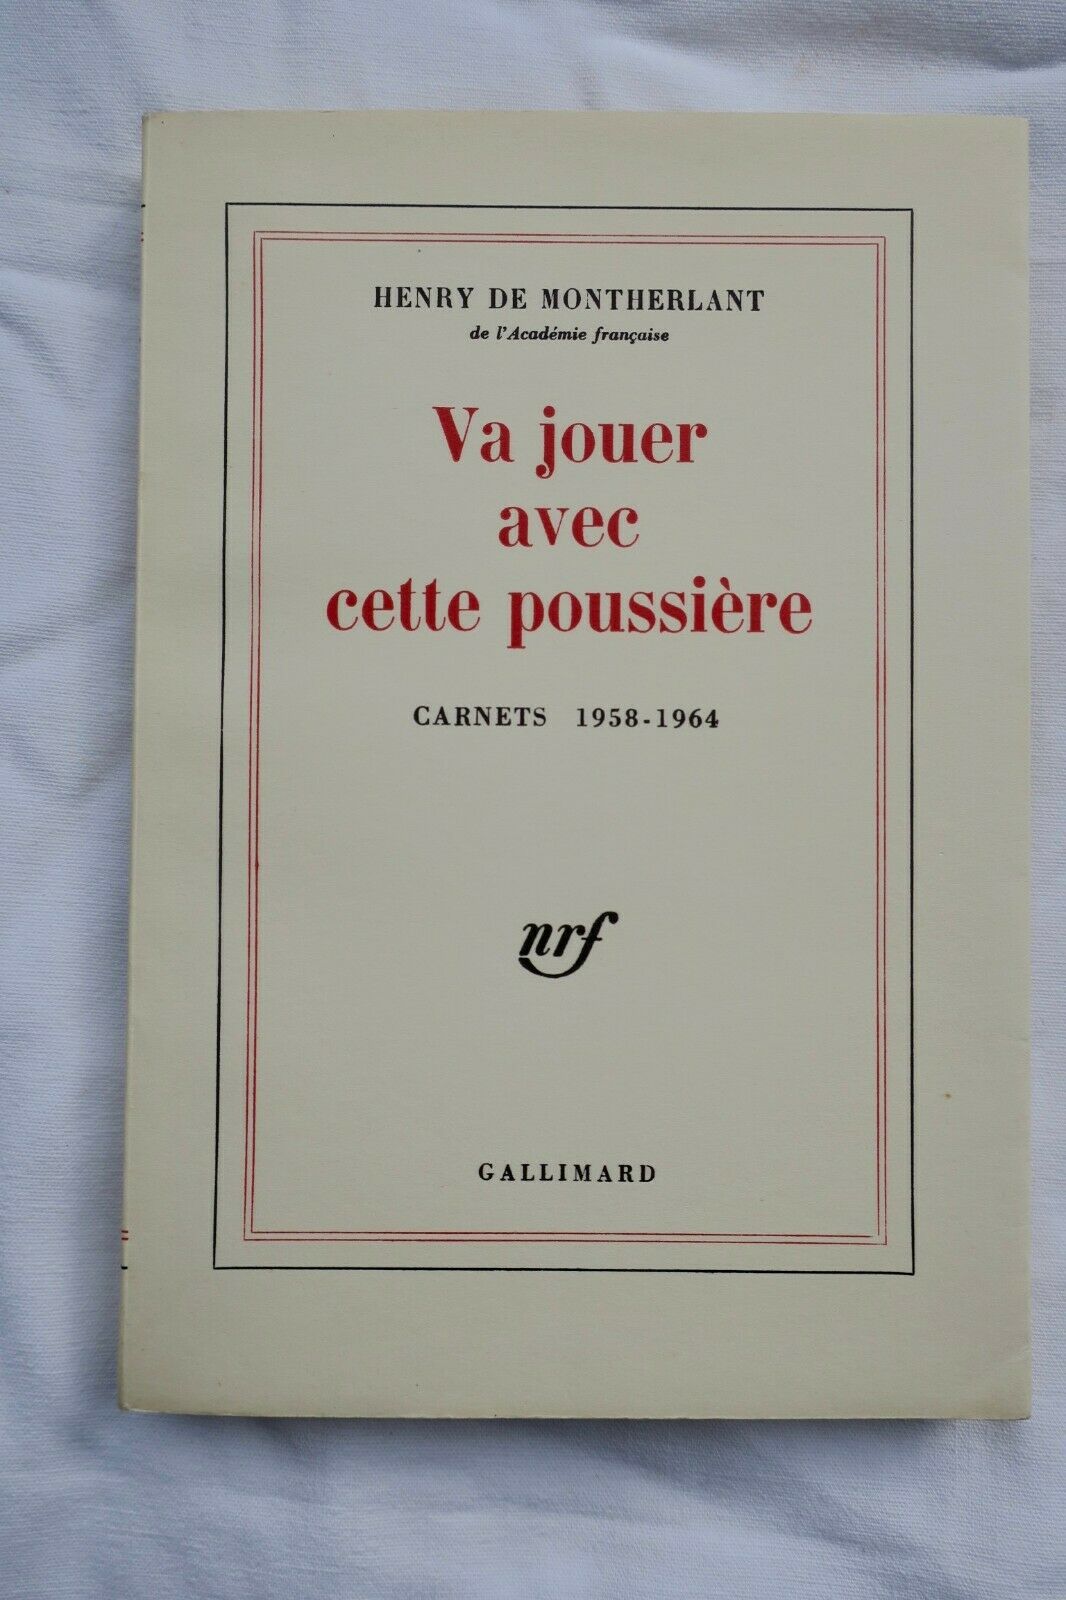 HENRY DE MONTHERLANT
de l'Académie française
Va jouer
avec
cette poussière
CARNETS 1958-1964
nrf
GALLIMARD